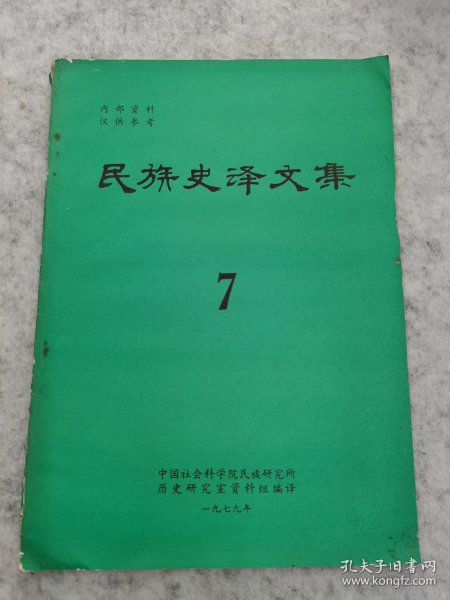 内部资料
仅供参考
民族史译文集
7
中国社会科学院民族研究所
历史研究室资料组编译
一九七九年
孔夫子旧书网
www.kongfz.com